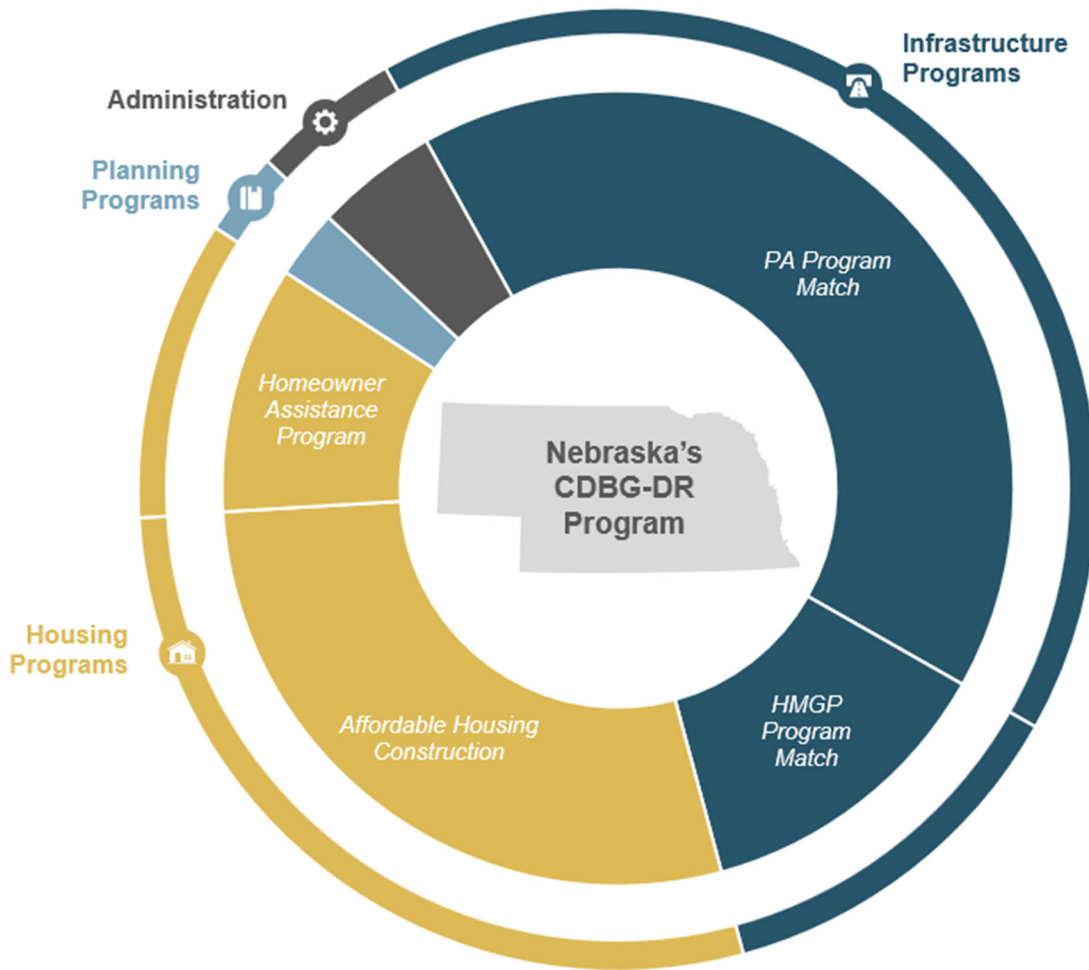 Infrastructure
Programs
Administration
Planning
Programs
PA Program
Match
Homeowner
Assistance
Program
Nebraska's
CDBG-DR
Program
Housing
Programs
HMGP
Program
Match
Affordable Housing
Construction